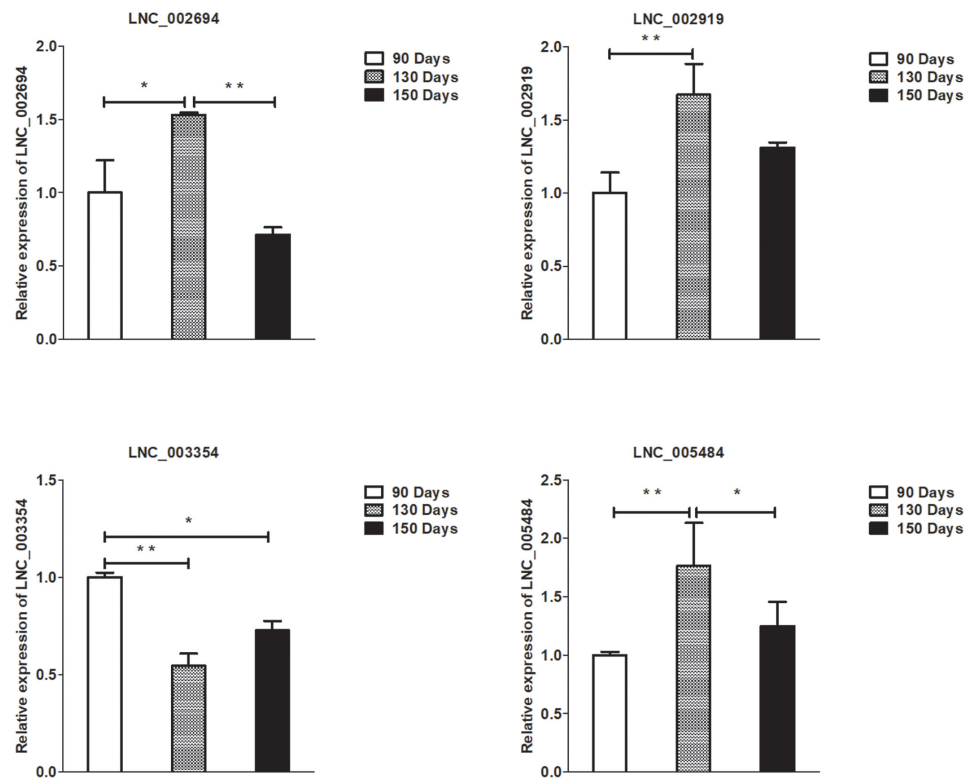 LNC_002694
Relative expression of LNC_002694
2.0
1.5
1.0
0.5
0.0
*
* *
90 Days
130 Days
150 Days
LNC_002919
Relative expression of LNC_002919
2.0
1.5
1.0
0.5
0.0
* *
90 Days
130 Days
150 Days
LNC_003354
Relative expression of LNC_003354
1.5
1.0
0.5
0.0
*
* *
90 Days
130 Days
150 Days
LNC_005484
Relative expression of LNC_005484
2.5
2.0
1.5
1.0
0.5
0.0
* *
*
90 Days
130 Days
150 Days